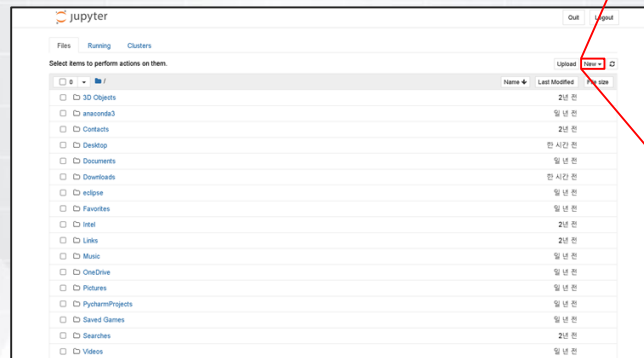 jupyter
Quit Logout
Files Running Clusters
Select items to perform actions on them.
Upload New
0 / Name Last Modified File size
3D Objects 2년 전
anaconda3 일 년 전
Contacts 2년 전
Desktop 한 시간 전
Documents 일 년 전
Downloads 한 시간 전
eclipse 일 년 전
Favorites 일 년 전
Intel 2년 전
Links 2년 전
Music 일 년 전
OneDrive 일 년 전
Pictures 일 년 전
PycharmProjects 일 년 전
Saved Games 일 년 전
Searches 2년 전
Videos 일 년 전